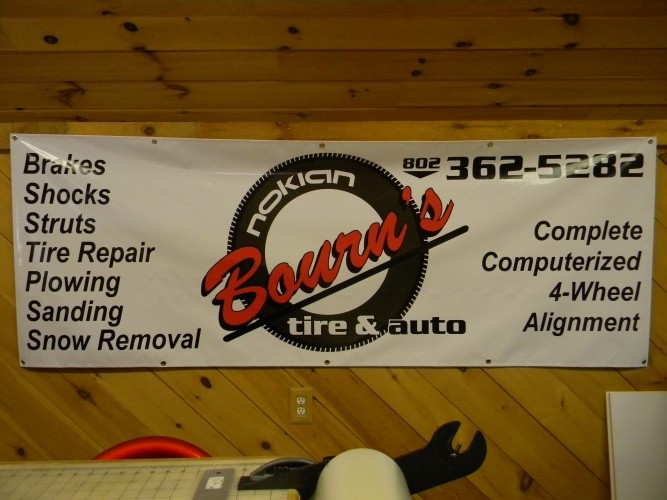 Brakes
Shocks
Struts
Tire Repair
Plowing
Sanding
Snow Removal
nokian
Bourn's
tire & auto
802 362-5282
Complete
Computerized
4-Wheel
Alignment